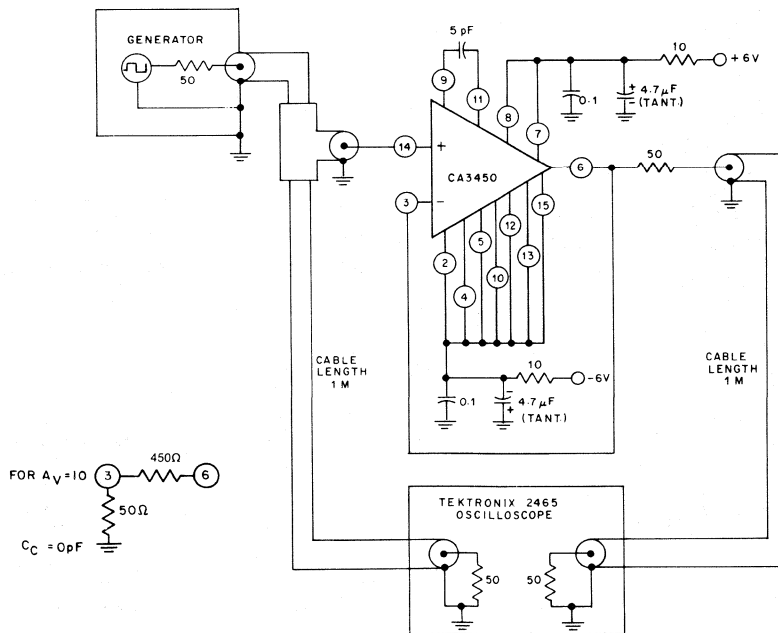 GENERATOR
50
5 pF
9
11
8
7
0.1
+
-
4.7µF
(TANT.)
10
+6V
14
+
CA3450
3
-
6
50
2
4
5
10
12
13
15
CABLE
LENGTH
1 M
10
-6V
0.1
-
+
4.7µF
(TANT.)
CABLE
LENGTH
1 M
FOR AV=10
3
450Ω
6
50Ω
CC = 0pF
TEKTRONIX 2465
OSCILLOSCOPE
50
50